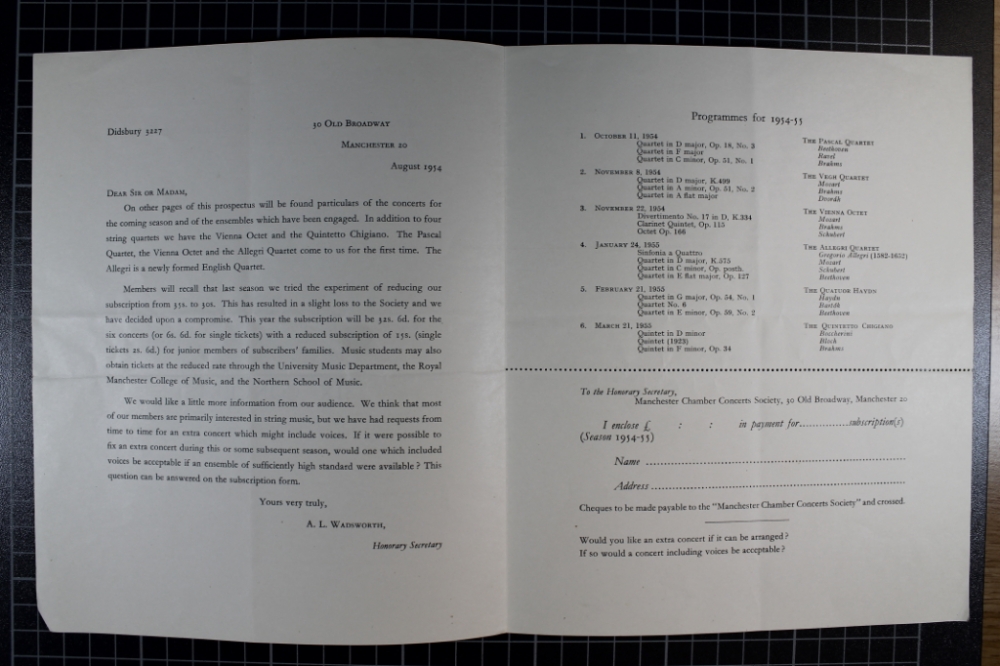 Didsbury 3227
30 OLD BROADWAY
MANCHESTER 20
August 1954
DEAR SIR OR MADAM,
On other pages of this prospectus will be found particulars of the concerts for
the coming season and of the ensembles which have been engaged. In addition to four
string quartets we have the Vienna Octet and the Quintetto Chigiano. The Pascal
Quartet, the Vienna Octet and the Allegri Quartet come to us for the first time. The
Allegri is a newly formed English Quartet.
Members will recall that last season we tried the experiment of reducing our
subscription from 35s. to 30s. This has resulted in a slight loss to the Society and we
have decided upon a compromise. This year the subscription will be 32s. 6d. for the
six concerts (or 6s. 6d. for single tickets) with a reduced subscription of 15s. (single
tickets 2s. 6d.) for junior members of subscribers' families. Music students may also
obtain tickets at the reduced rate through the University Music Department, the Royal
Manchester College of Music, and the Northern School of Music.
We would like a little more information from our audience. We think that most
of our members are primarily interested in string music, but we have had requests from
time to time for an extra concert which might include voices. If it were possible to
fix an extra concert during this or some subsequent season, would one which included
voices be acceptable if an ensemble of sufficiently high standard were available? This
question can be answered on the subscription form.
Yours very truly,
A. L. WADSWORTH,
Honorary Secretary
Programmes for 1954-55
1. OCTOBER 11, 1954 THE PASCAL QUARTET
Quartet in D major, Op. 18, No. 3 Beethoven
Quartet in F major Ravel
Quartet in C minor, Op. 51, No. 1 Brahms
2. NOVEMBER 8, 1954 THE VEGH QUARTET
Quartet in D major, K.499 Mozart
Quartet in A minor, Op. 51, No. 2 Brahms
Quartet in A flat major Dvorák
3. NOVEMBER 22, 1954 THE VIENNA OCTET
Divertimento No. 17 in D, K.334 Mozart
Clarinet Quintet, Op. 115 Brahms
Octet Op. 166 Schubert
4. JANUARY 24, 1955 THE ALLEGRI QUARTET
Sinfonia a Quattro Gregorio Allegri (1582-1652)
Quartet in D major, K.575 Mozart
Quartet in C minor, Op. posth. Schubert
Quartet in E flat major, Op. 127 Beethoven
5. FEBRUARY 21, 1955 THE QUATUOR HAYDN
Quartet in G major, Op. 54, No. 1 Haydn
Quartet No. 6 Bartók
Quartet in E minor, Op. 59, No. 2 Beethoven
6. MARCH 21, 1955 THE QUINTETTO CHIGIANO
Quintet in D minor Boccherini
Quintet (1923) Bloch
Quintet in F minor, Op. 34 Brahms
To the Honorary Secretary,
Manchester Chamber Concerts Society, 30 Old Broadway, Manchester 20
I enclose £ : : in payment for..............subscription(s)
(Season 1954-55)
Name
Address
Cheques to be made payable to the "Manchester Chamber Concerts Society" and crossed.
Would you like an extra concert if it can be arranged?
If so would a concert including voices be acceptable?